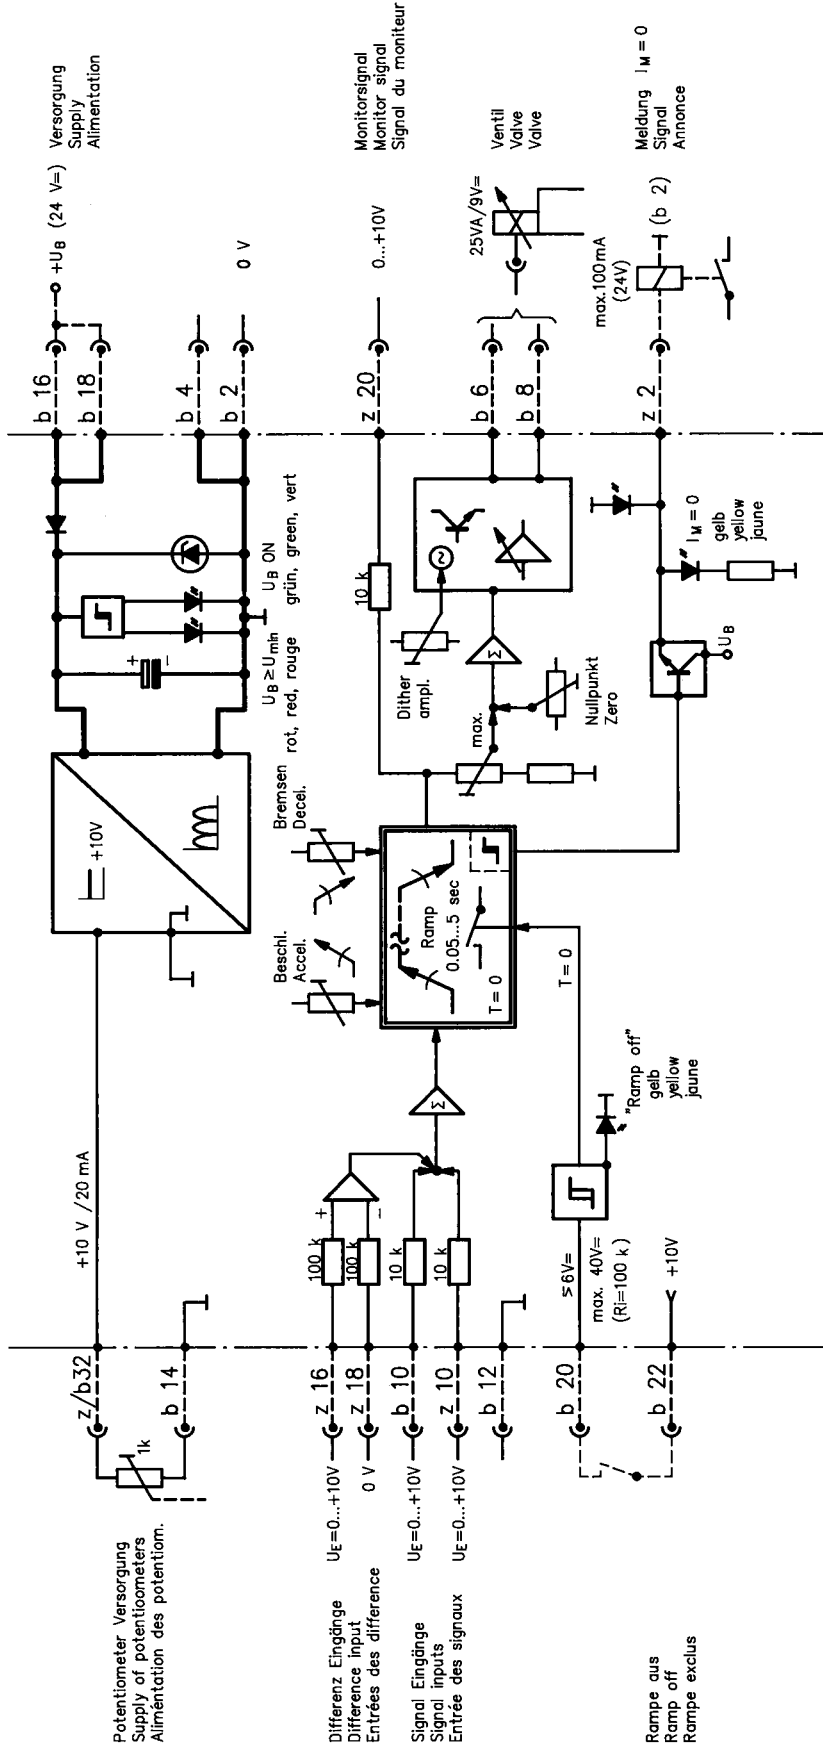 Potentiometer Versorgung
Supply of potentioometers
Aliméntation des potentiom.
1k
z/b32
b 14
+10 V /20 mA
+10V
+
–
U_B ≥ U_min
rot, red, rouge
U_B ON
grün, green, vert
b 16
b 18
b 4
b 2
+U_B (24 V=)
0 V
Versorgung
Supply
Alimentation
Differenz Eingänge
Difference input
Entrées des difference
U_E=0...+10V
0 V
z 16
z 18
100 k
100 k
+
–
Signal Eingänge
Signal inputs
Entrée des signaux
U_E=0...+10V
U_E=0...+10V
b 10
z 10
b 12
10 k
10 k
Σ
Beschl.
Accel.
Bremsen
Decel.
Ramp
0.05...5 sec
T=0
max.
Nullpunkt
Zero
Σ
Dither
ampl.
10 k
~
z 20
0...+10V
Monitorsignal
Monitor signal
Signal du moniteur
b 6
b 8
25VA/9V=
Ventil
Valve
Valve
Rampe aus
Ramp off
Rampe exclus
b 20
b 22
≤6V=
max. 40V=
(Ri=100 k)
+10V
"Ramp off"
gelb
yellow
jaune
T=0
U_B
I_M=0
gelb
yellow
jaune
z 2
max.100mA
(24V)
(b 2)
Meldung I_M=0
Signal
Annonce